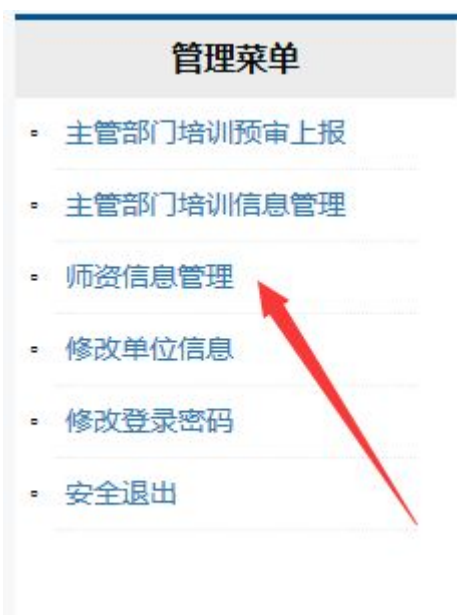 管理菜单
主管部门培训预审上报
主管部门培训信息管理
师资信息管理
修改单位信息
修改登录密码
安全退出